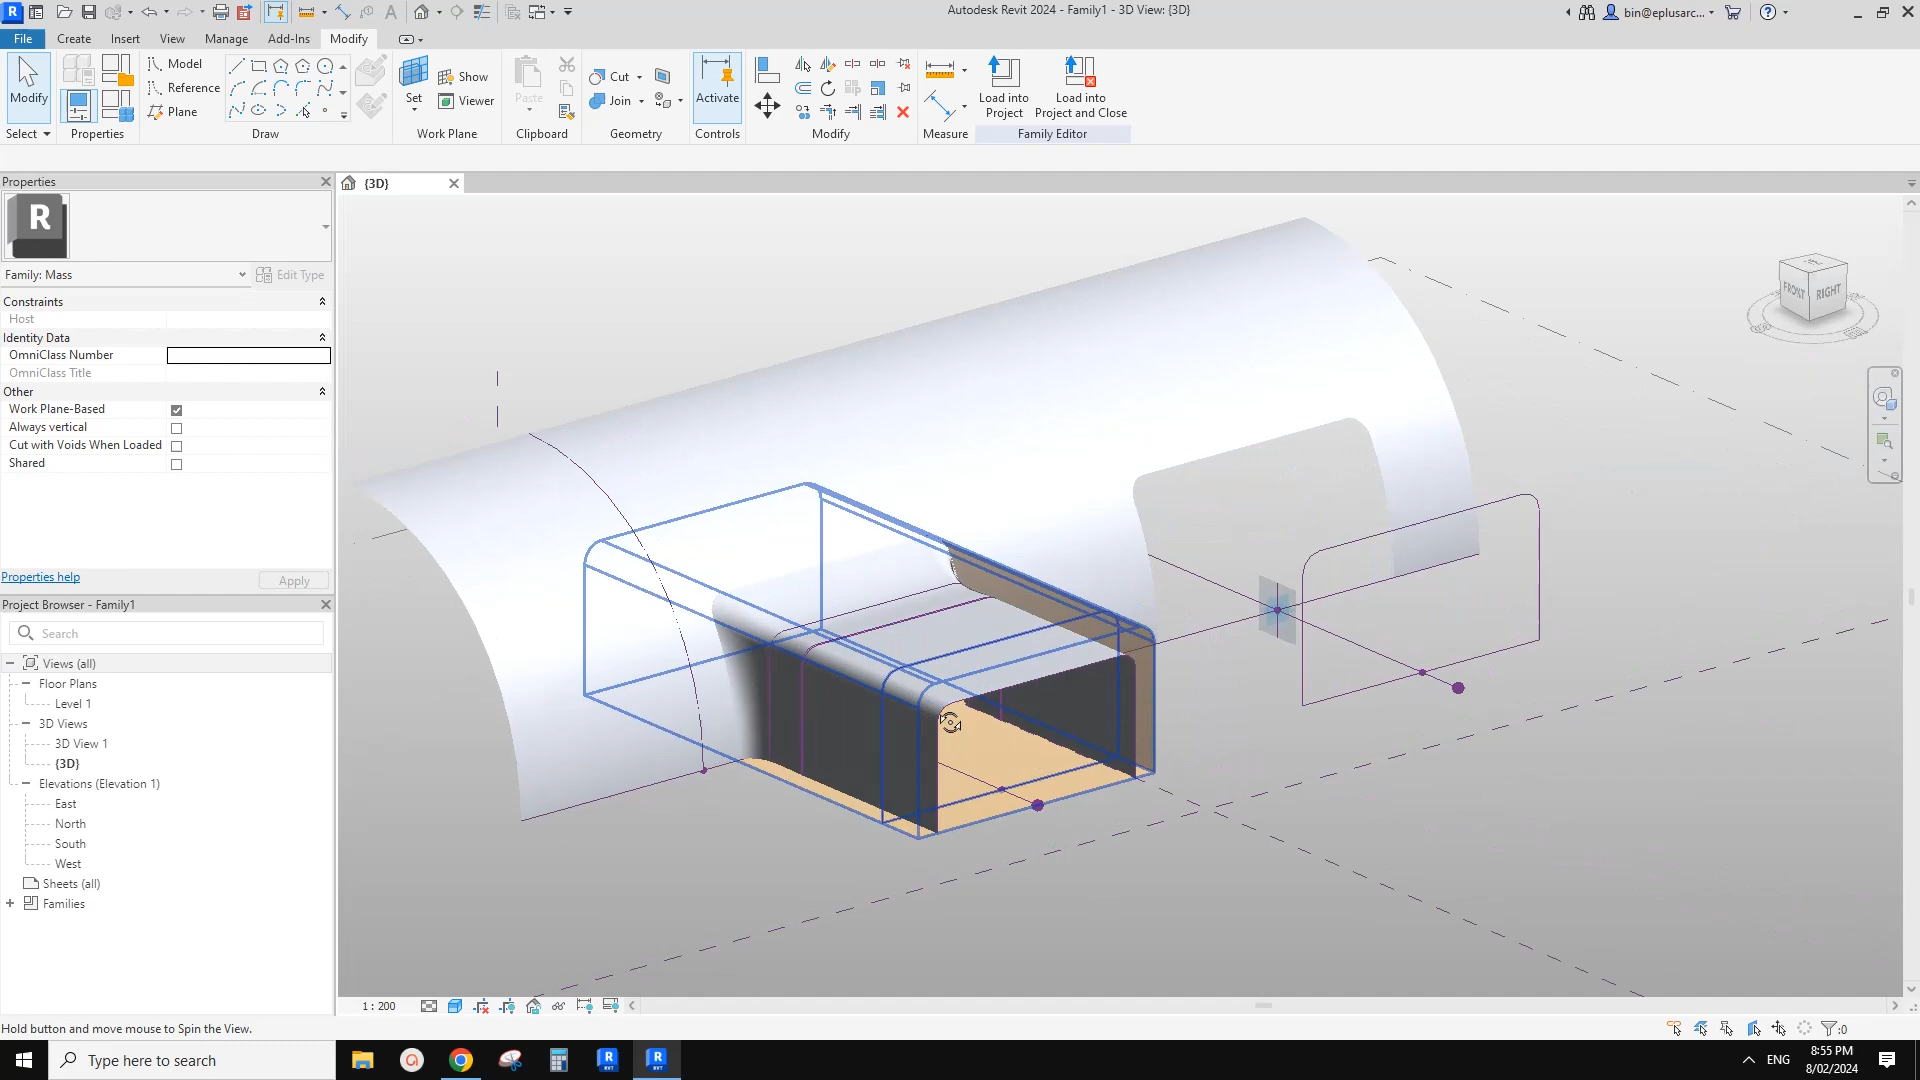 Autodesk Revit 2024 - Family1 - 3D View: {3D}
bin@eplusarc...
File Create Insert View Manage Add-Ins Modify
Modify
Select
Properties
Model
Reference
Plane
Draw
Set
Show
Viewer
Work Plane
Paste
Clipboard
Cut
Join
Geometry
Activate
Controls
Modify
Measure
Load into
Project
Load into
Project and Close
Family Editor
Properties
R
Family: Mass
Edit Type
Constraints
Host
Identity Data
OmniClass Number
OmniClass Title
Other
Work Plane-Based
Always vertical
Cut with Voids When Loaded
Shared
Properties help
Apply
Project Browser - Family1
Search
Views (all)
Floor Plans
Level 1
3D Views
3D View 1
{3D}
Elevations (Elevation 1)
East
North
South
West
Sheets (all)
Families
{3D}
FRONT
RIGHT
1 : 200
Hold button and move mouse to Spin the View.
:0
Type here to search
ENG
8:55 PM
8/02/2024